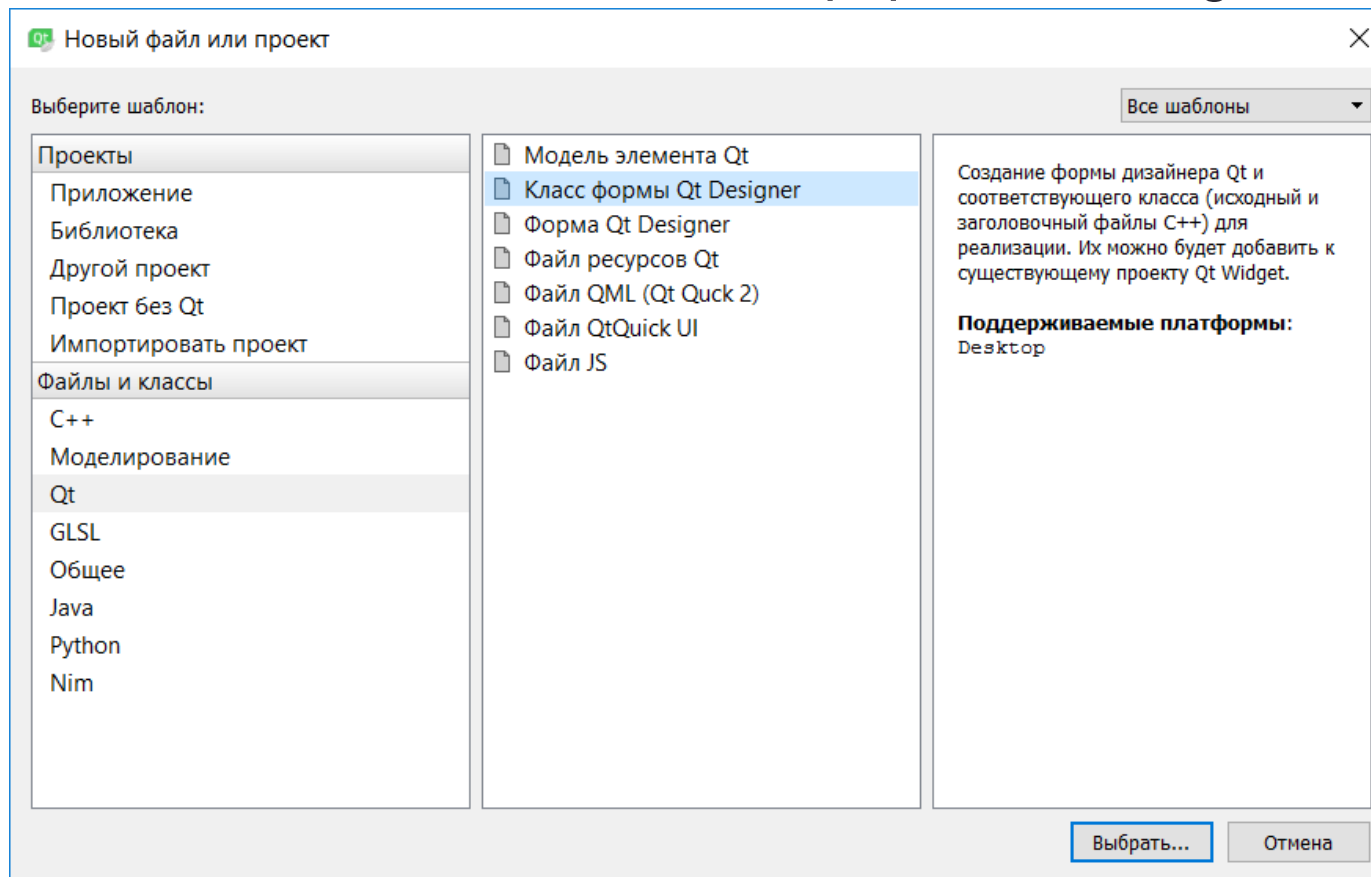 Новый файл или проект
Выберите шаблон:
Все шаблоны
Проекты
Приложение
Библиотека
Другой проект
Проект без Qt
Импортировать проект
Файлы и классы
C++
Моделирование
Qt
GLSL
Общее
Java
Python
Nim
Модель элемента Qt
Класс формы Qt Designer
Форма Qt Designer
Файл ресурсов Qt
Файл QML (Qt Quck 2)
Файл QtQuick UI
Файл JS
Создание формы дизайнера Qt и
соответствующего класса (исходный и
заголовочный файлы C++) для
реализации. Их можно будет добавить к
существующему проекту Qt Widget.
Поддерживаемые платформы:
Desktop
Выбрать...
Отмена